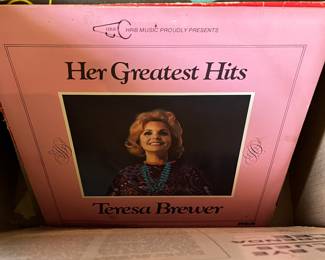 HRB MUSIC PROUDLY PRESENTS
Her Greatest Hits
Teresa Brewer